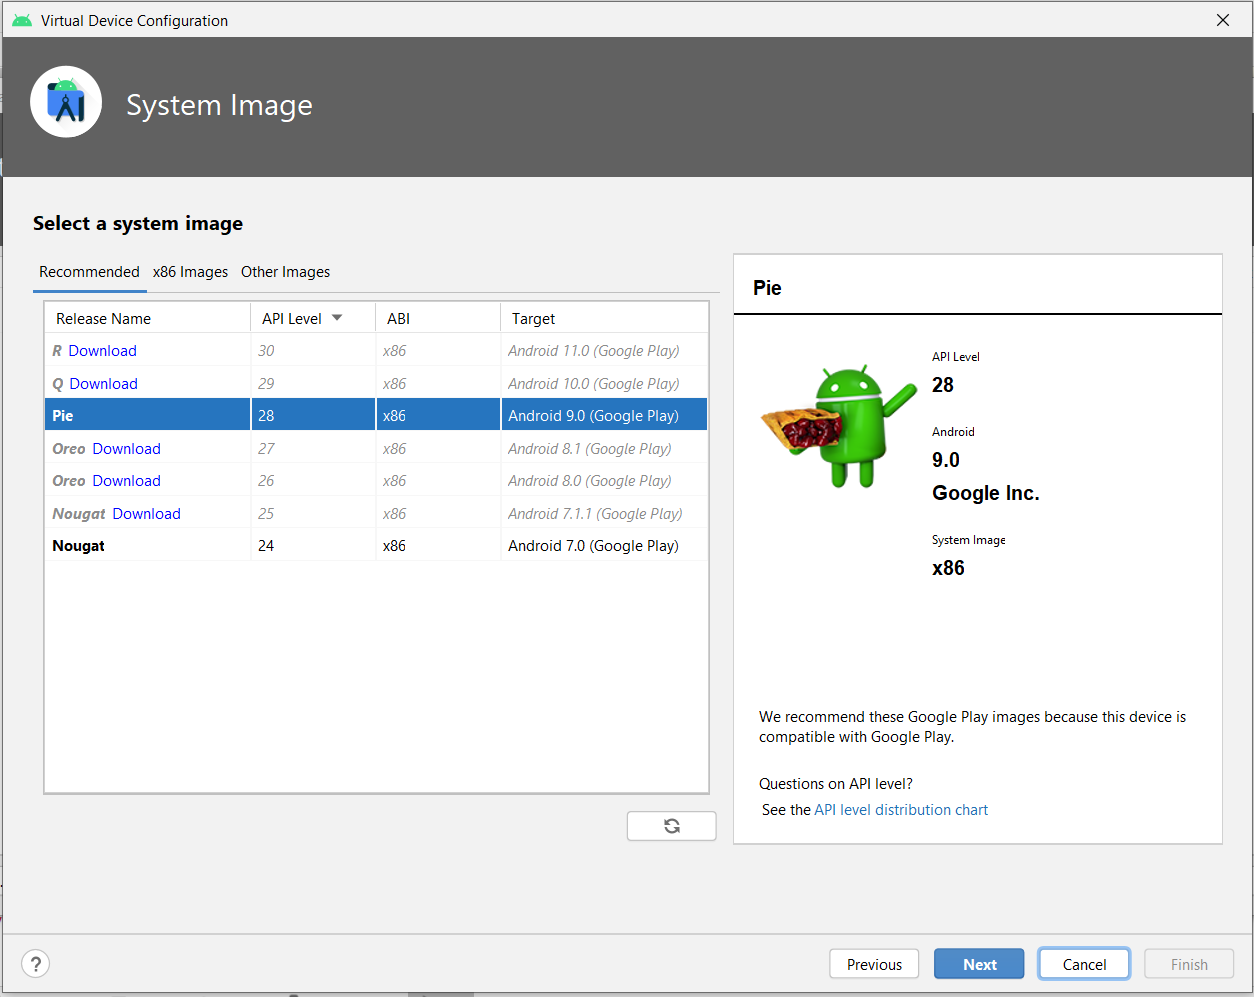 Virtual Device Configuration
System Image
Select a system image
Recommended x86 Images Other Images
Release Name API Level ABI Target
R Download 30 x86 Android 11.0 (Google Play)
Q Download 29 x86 Android 10.0 (Google Play)
Pie 28 x86 Android 9.0 (Google Play)
Oreo Download 27 x86 Android 8.1 (Google Play)
Oreo Download 26 x86 Android 8.0 (Google Play)
Nougat Download 25 x86 Android 7.1.1 (Google Play)
Nougat 24 x86 Android 7.0 (Google Play)
Pie
API Level
28
Android
9.0
Google Inc.
System Image
x86
We recommend these Google Play images because this device is
compatible with Google Play.
Questions on API level?
See the API level distribution chart
? Previous Next Cancel Finish